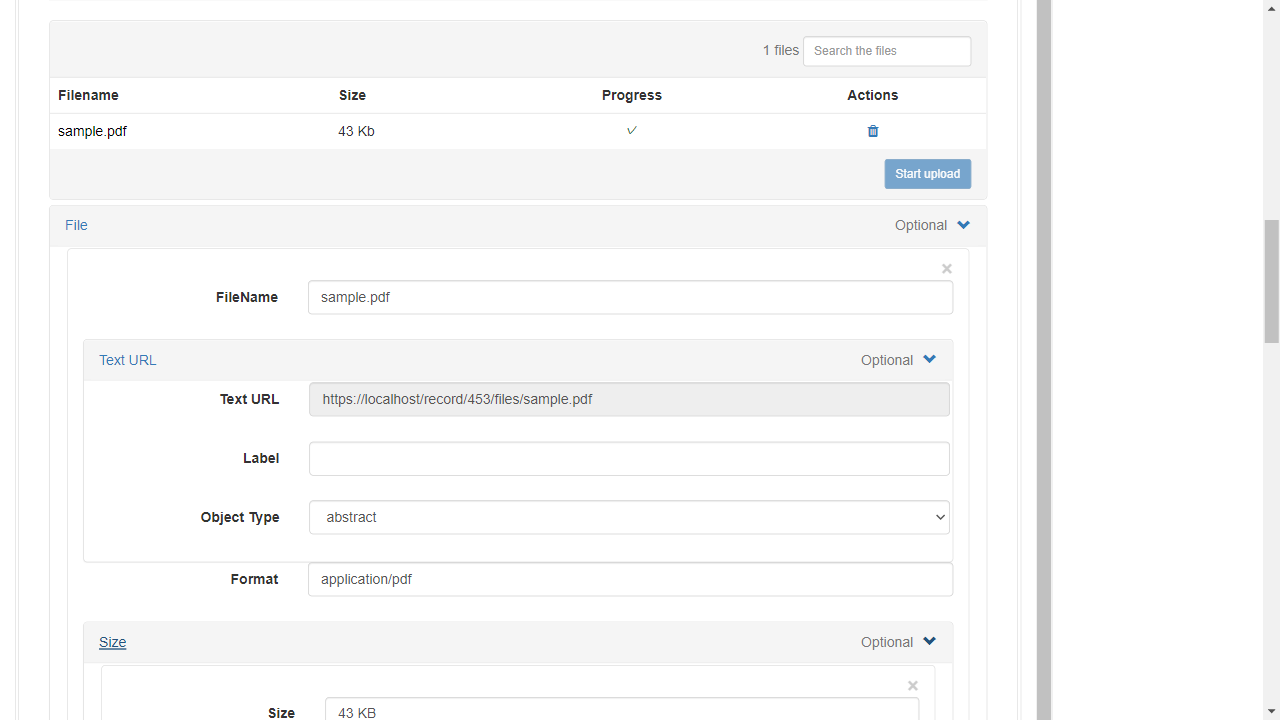 1 files Search the files
Filename Size Progress Actions
sample.pdf 43 Kb
Start upload
File Optional
FileName sample.pdf
Text URL Optional
Text URL https://localhost/record/453/files/sample.pdf
Label
Object Type abstract
Format application/pdf
Size Optional
Size 43 KB